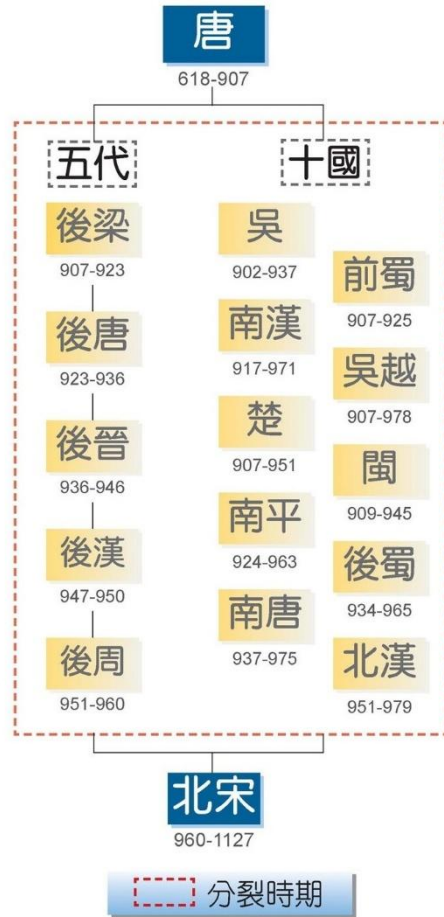 唐
618-907
五代
十國
後梁
907-923
後唐
923-936
後晉
936-946
後漢
947-950
後周
951-960
吳
902-937
南漢
917-971
楚
907-951
南平
924-963
南唐
937-975
前蜀
907-925
吳越
907-978
閩
909-945
後蜀
934-965
北漢
951-979
北宋
960-1127
分裂時期